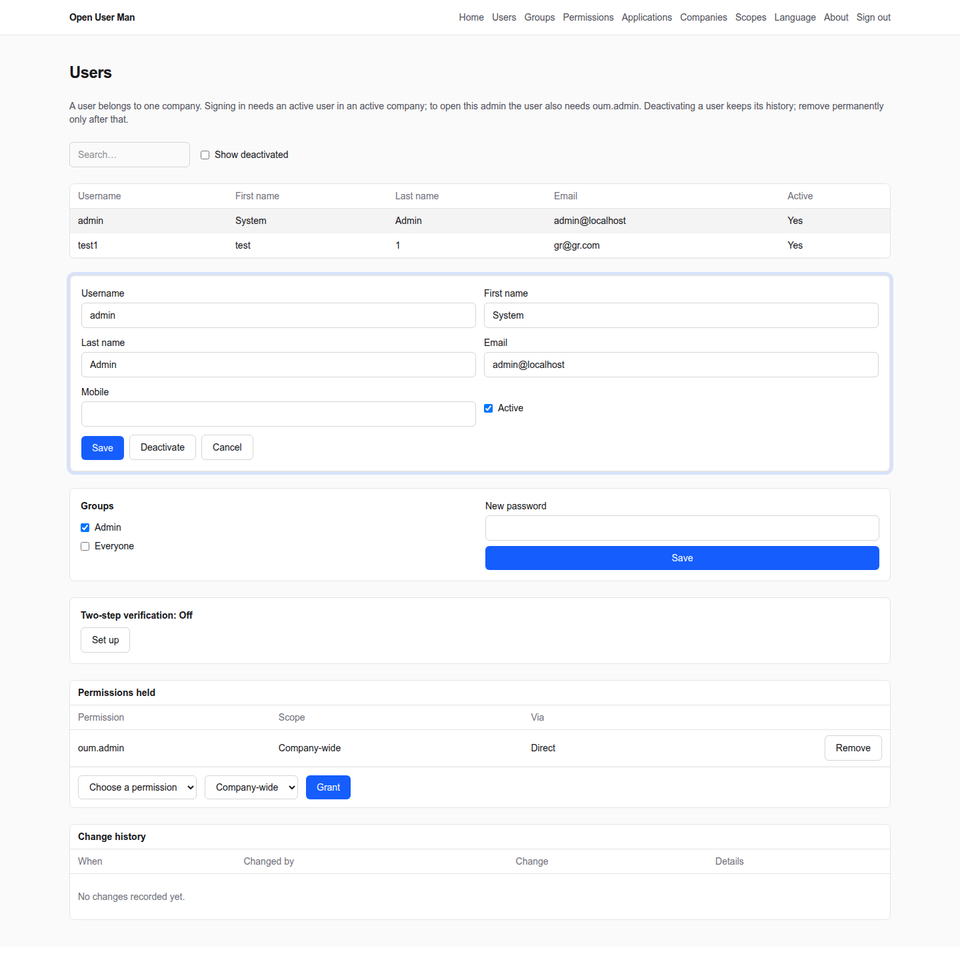 Open User Man
Home Users Groups Permissions Applications Companies Scopes Language About Sign out
Users
A user belongs to one company. Signing in needs an active user in an active company; to open this admin the user also needs oum.admin. Deactivating a user keeps its history; remove permanently
only after that.
Search…
Show deactivated
Username First name Last name Email Active
admin System Admin admin@localhost Yes
test1 test 1 gr@gr.com Yes
Username First name
admin System
Last name Email
Admin admin@localhost
Mobile
Active
Save Deactivate Cancel
Groups New password
Admin
Everyone
Save
Two-step verification: Off
Set up
Permissions held
Permission Scope Via
oum.admin Company-wide Direct Remove
Choose a permission Company-wide Grant
Change history
When Changed by Change Details
No changes recorded yet.